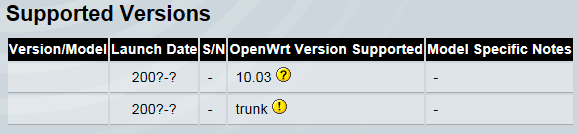 Supported Versions
Version/Model Launch Date S/N OpenWrt Version Supported Model Specific Notes
200?-? - 10.03 ? -
200?-? - trunk ! -